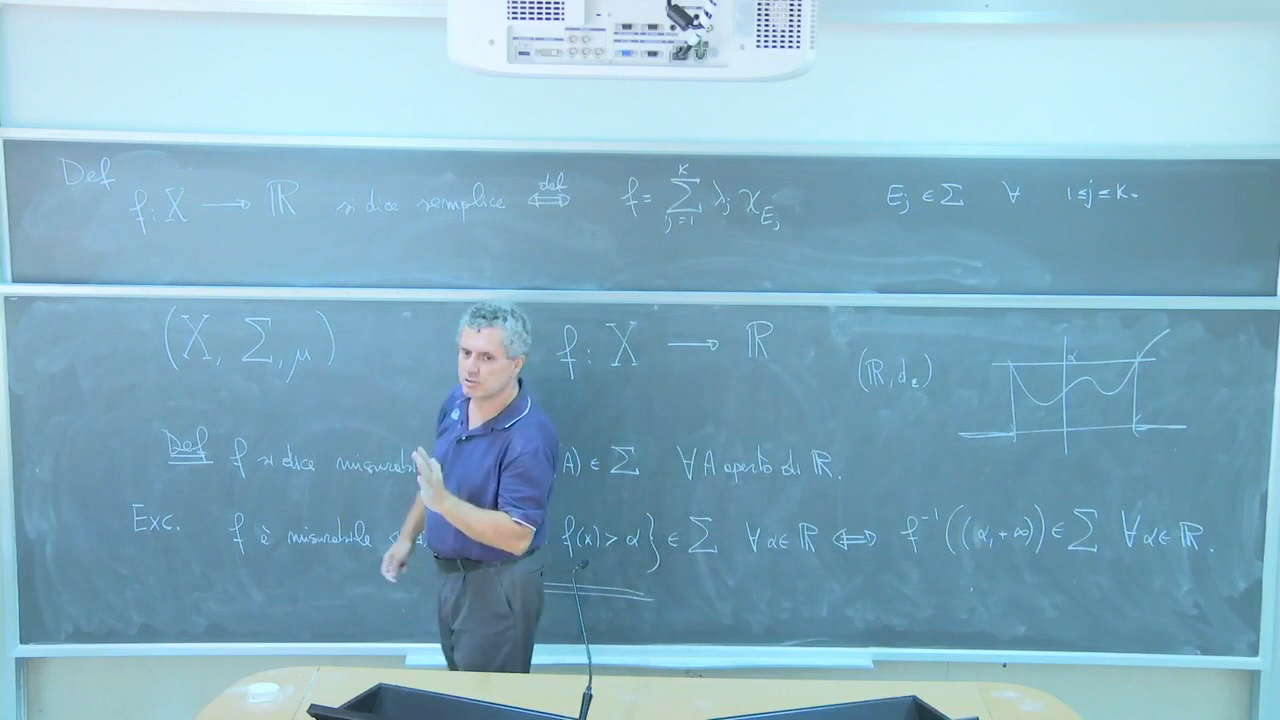 Def
f: X → ℝ si dice semplice ⟺ def f = Σ_{j=1}^{K} λ_j χ_{E_j} E_j ∈ Σ ∀ 1≤j≤K.
(X, Σ, μ) f: X → ℝ (ℝ, d_e) α
Def f si dice misurabi A) ∈ Σ ∀ A aperto di ℝ.
Exc. f è misurabile f(x) > α} ∈ Σ ∀ α ∈ ℝ ⟺ f⁻¹((α, +∞)) ∈ Σ ∀ α ∈ ℝ.